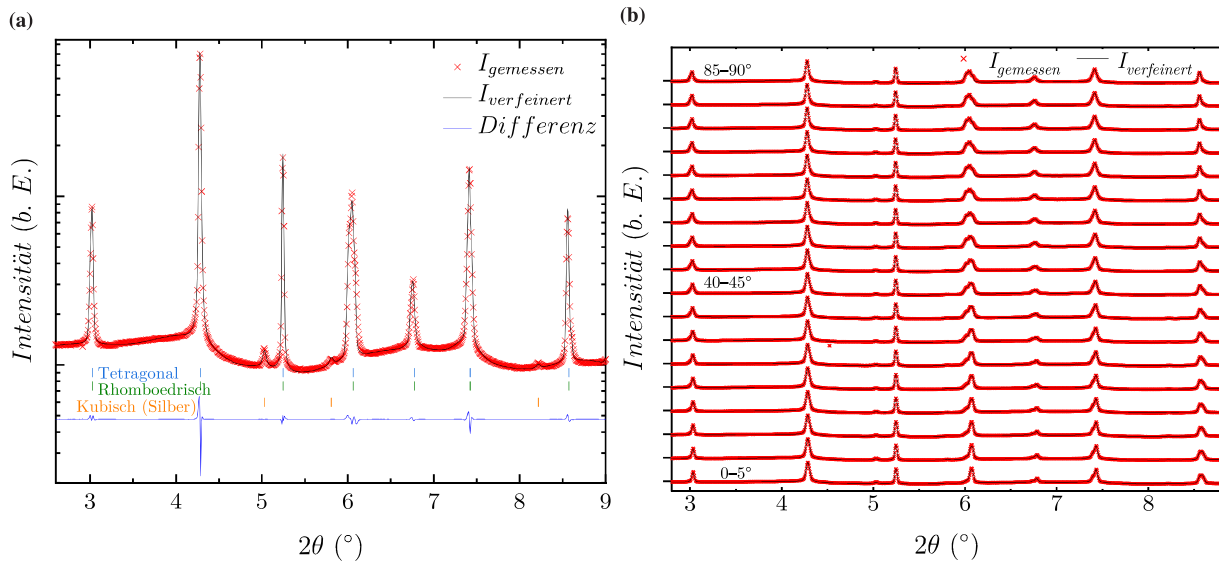 (a)
I_gemessen
I_verfeinert
Differenz
Intensität (b. E.)
Tetragonal
Rhomboedrisch
Kubisch (Silber)
3 4 5 6 7 8 9
2θ (°)
(b)
85–90°
I_gemessen
I_verfeinert
Intensität (b. E.)
40–45°
0–5°
3 4 5 6 7 8
2θ (°)